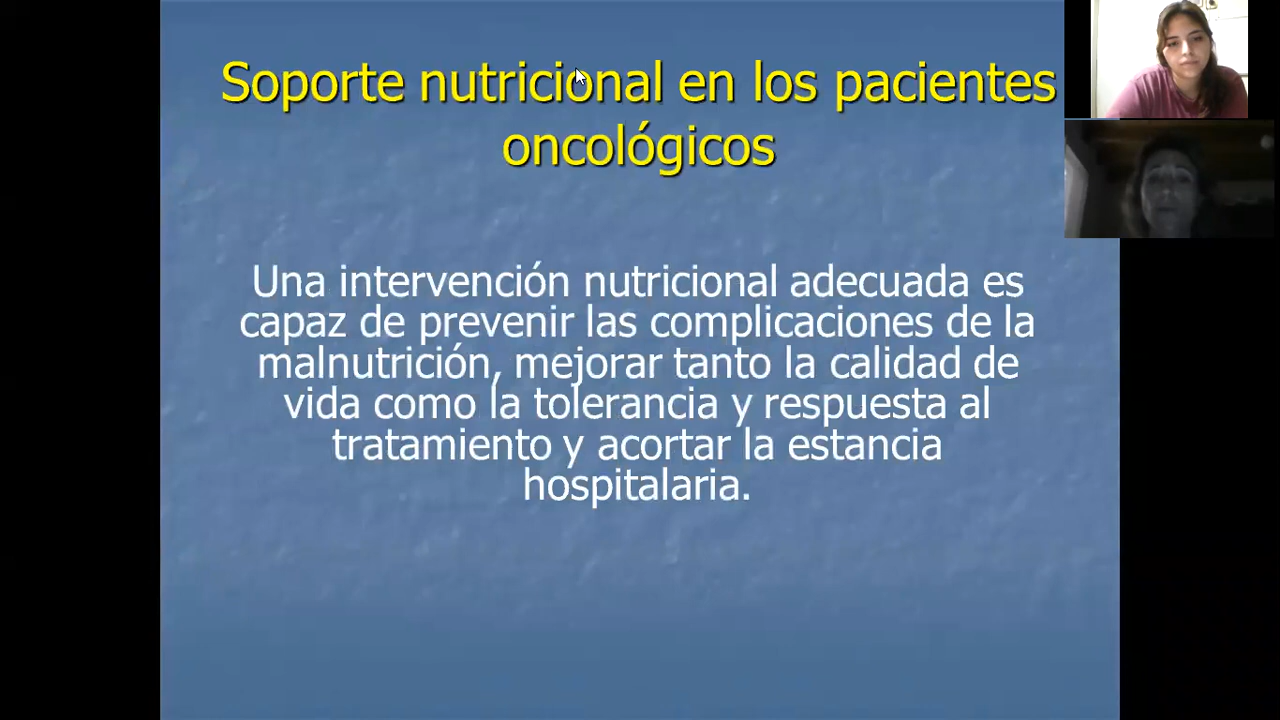 Soporte nutricional en los pacientes
oncológicos
Una intervención nutricional adecuada es
capaz de prevenir las complicaciones de la
malnutrición, mejorar tanto la calidad de
vida como la tolerancia y respuesta al
tratamiento y acortar la estancia
hospitalaria.